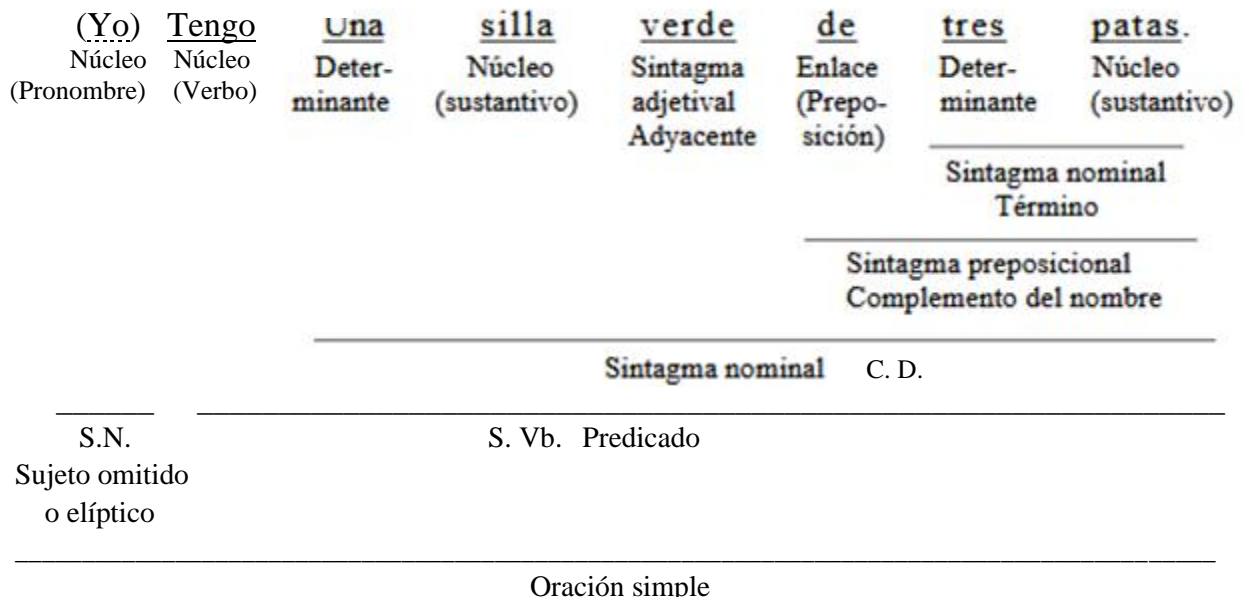 (Yo) Tengo Una silla verde de tres patas.
Núcleo Núcleo Deter- Núcleo Sintagma Enlace Deter- Núcleo
(Pronombre) (Verbo) minante (sustantivo) adjetival (Prepo- minante (sustantivo)
Adyacente sición)
Sintagma nominal
Término
Sintagma preposicional
Complemento del nombre
Sintagma nominal C. D.
S.N. S. Vb. Predicado
Sujeto omitido
o elíptico
Oración simple